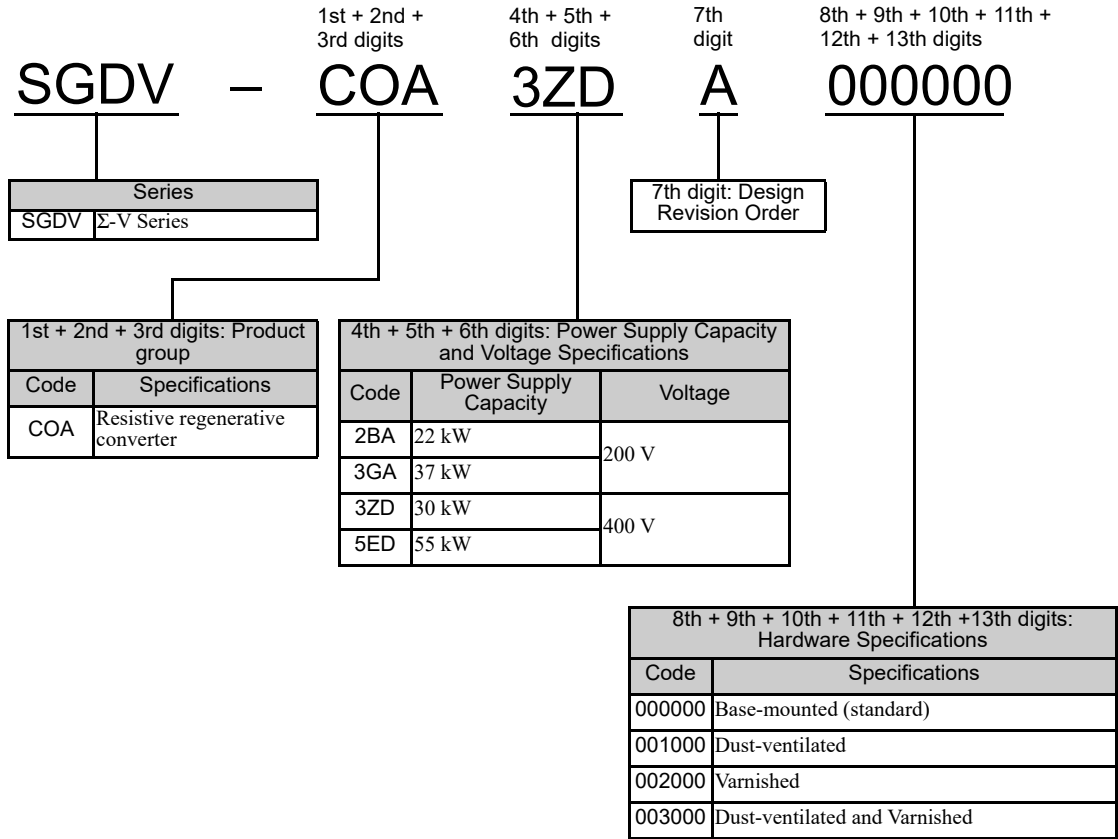 1st + 2nd +
3rd digits
4th + 5th +
6th digits
7th
digit
8th + 9th + 10th + 11th +
12th + 13th digits
SGDV – COA 3ZD A 000000
Series
SGDV Σ-V Series
7th digit: Design
Revision Order
1st + 2nd + 3rd digits: Product
group
Code Specifications
COA Resistive regenerative
converter
4th + 5th + 6th digits: Power Supply Capacity
and Voltage Specifications
Code Power Supply
Capacity Voltage
2BA 22 kW 200 V
3GA 37 kW
3ZD 30 kW 400 V
5ED 55 kW
8th + 9th + 10th + 11th + 12th +13th digits:
Hardware Specifications
Code Specifications
000000 Base-mounted (standard)
001000 Dust-ventilated
002000 Varnished
003000 Dust-ventilated and Varnished